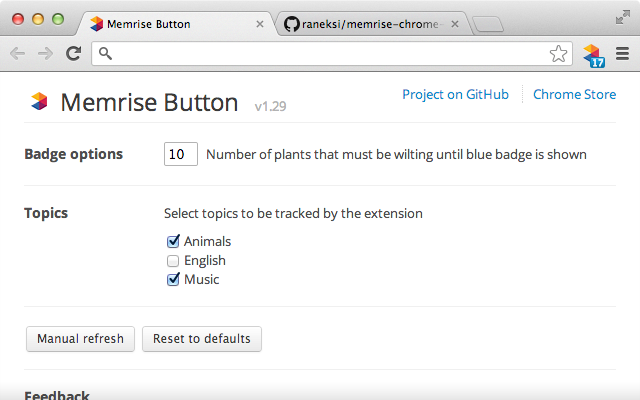 Memrise Button
raneksi/memrise-chrome-
17
Memrise Button v1.29
Project on GitHub
Chrome Store
Badge options
10 Number of plants that must be wilting until blue badge is shown
Topics
Select topics to be tracked by the extension
Animals
English
Music
Manual refresh
Reset to defaults
Feedback